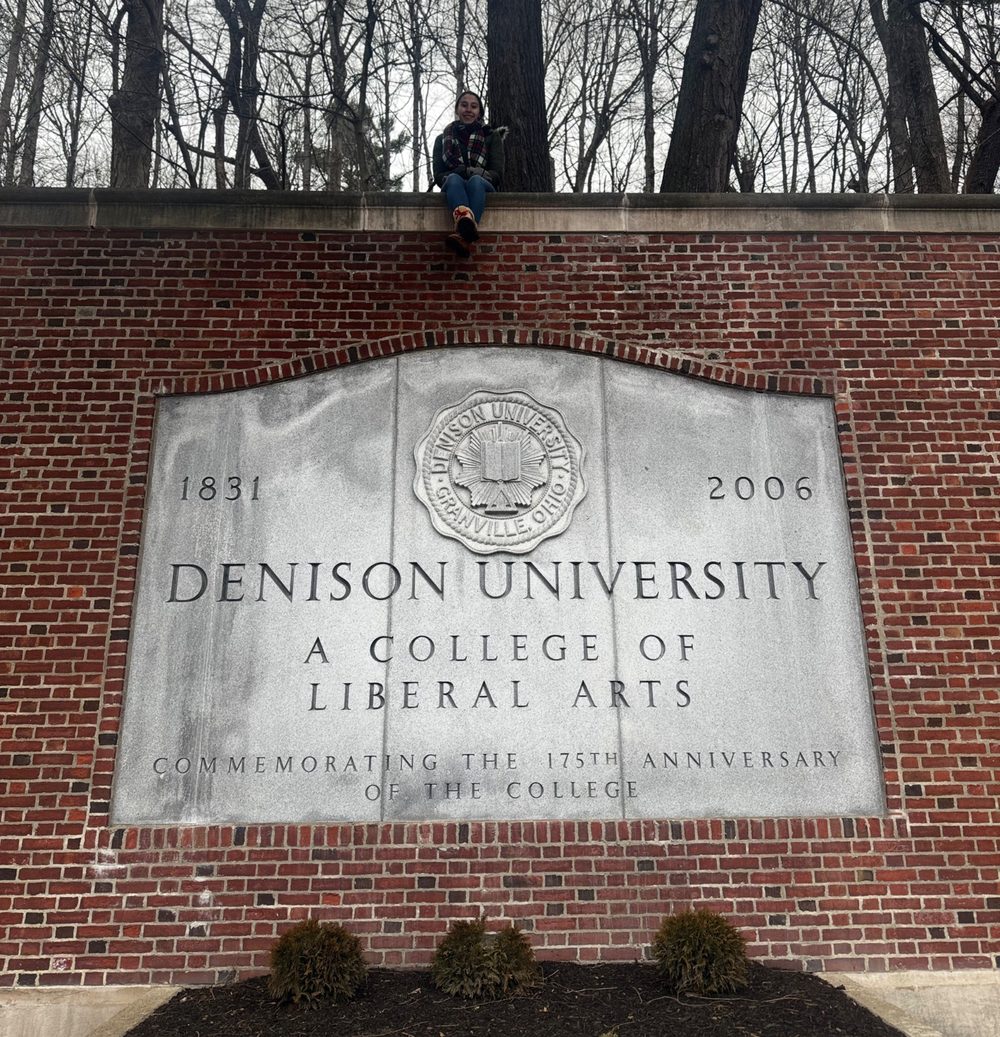 DENISON UNIVERSITY
GRANVILLE, OHIO
1831 2006
DENISON UNIVERSITY
A COLLEGE OF
LIBERAL ARTS
COMMEMORATING THE 175TH ANNIVERSARY
OF THE COLLEGE